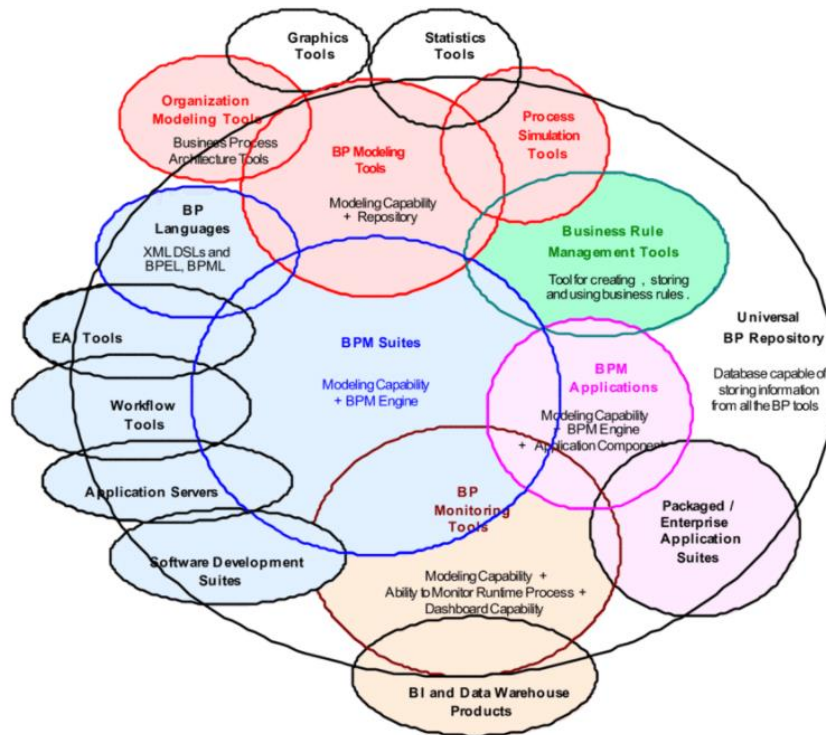 Graphics
Tools
Statistics
Tools
Organization
Modeling Tools
Business Process
Architecture Tools
BP Modeling
Tools
Modeling Capability
+ Repository
Process
Simulation
Tools
BP
Languages
XML DSLs and
BPEL, BPML
Business Rule
Management Tools
Tool for creating , storing
and using business rules .
Universal
BP Repository
Database capable of
storing information
from all the BP tools
EAI Tools
BPM Suites
Modeling Capability
+ BPM Engine
BPM
Applications
Modeling Capability
BPM Engine
+ Application Component
Workflow
Tools
Application Servers
BP
Monitoring
Tools
Packaged /
Enterprise
Application
Suites
Software Development
Suites
Modeling Capability +
Ability to Monitor Runtime Process +
Dashboard Capability
BI and Data Warehouse
Products